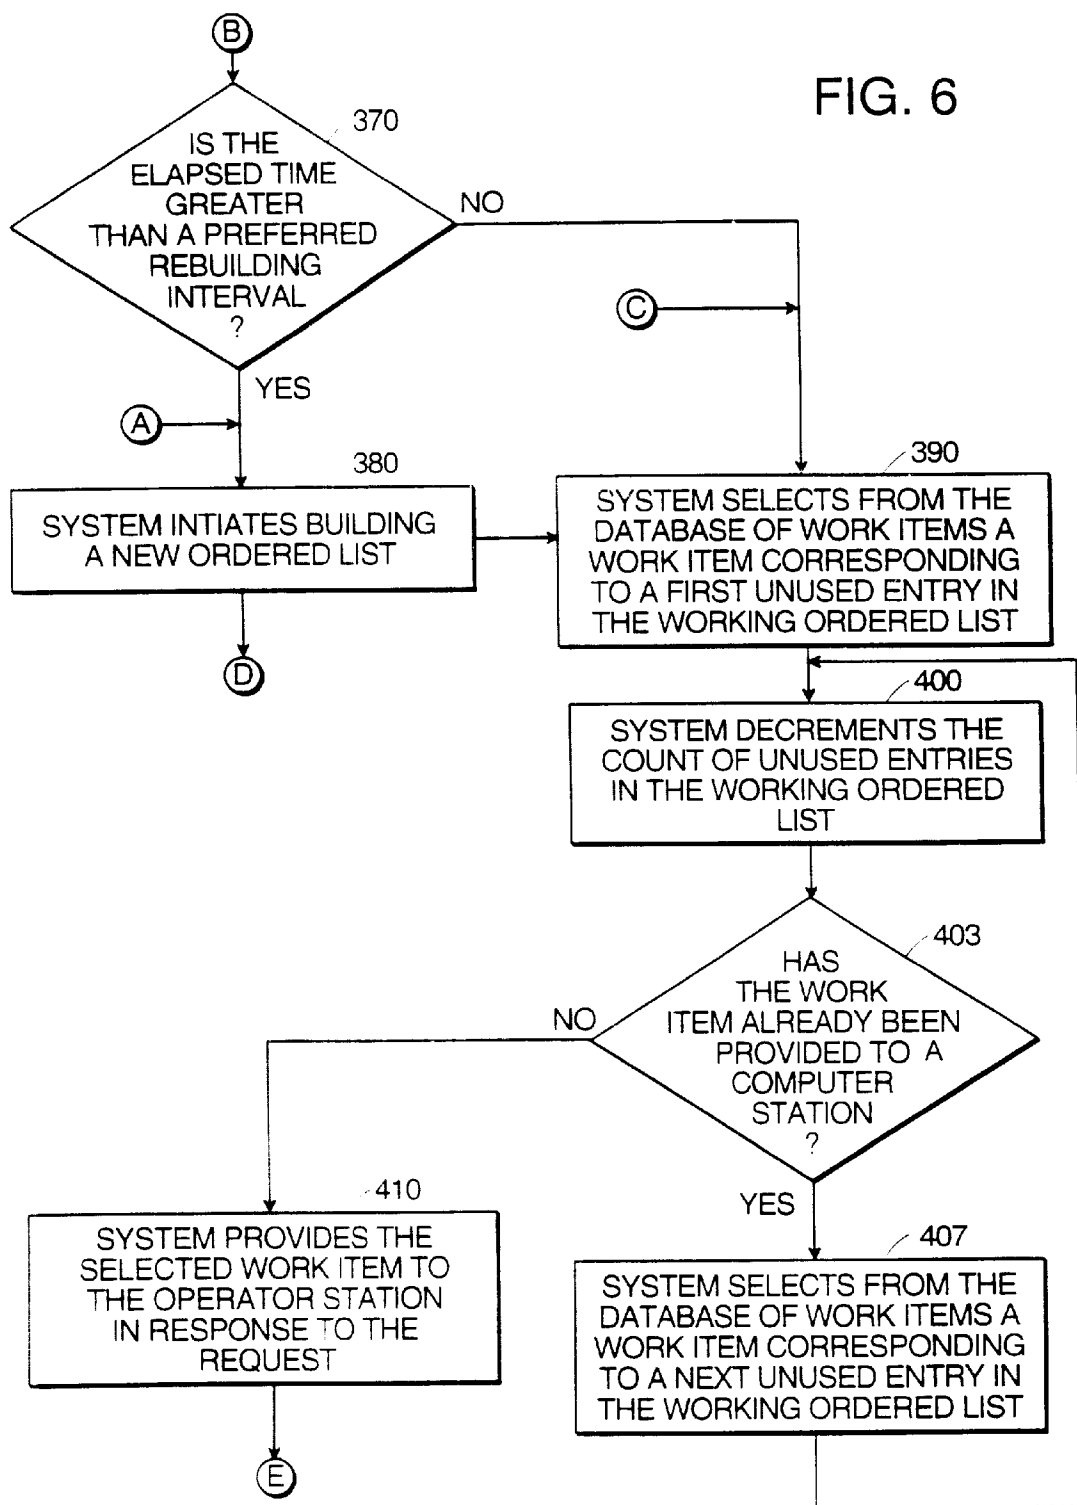 B
FIG. 6
370
IS THE
ELAPSED TIME
GREATER
THAN A PREFERRED
REBUILDING
INTERVAL
?
NO
C
YES
A
380
SYSTEM INTIATES BUILDING
A NEW ORDERED LIST
D
390
SYSTEM SELECTS FROM THE
DATABASE OF WORK ITEMS A
WORK ITEM CORRESPONDING
TO A FIRST UNUSED ENTRY IN
THE WORKING ORDERED LIST
400
SYSTEM DECREMENTS THE
COUNT OF UNUSED ENTRIES
IN THE WORKING ORDERED
LIST
403
HAS
THE WORK
ITEM ALREADY BEEN
PROVIDED TO A
COMPUTER
STATION
?
NO
YES
410
SYSTEM PROVIDES THE
SELECTED WORK ITEM TO
THE OPERATOR STATION
IN RESPONSE TO THE
REQUEST
E
407
SYSTEM SELECTS FROM THE
DATABASE OF WORK ITEMS A
WORK ITEM CORRESPONDING
TO A NEXT UNUSED ENTRY IN
THE WORKING ORDERED LIST